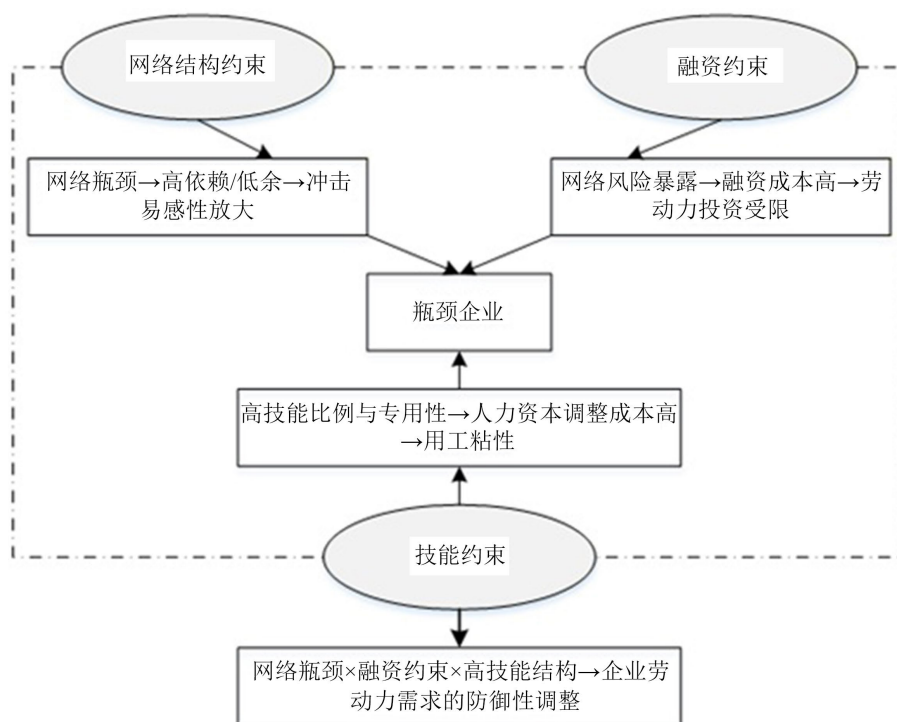 网络结构约束
融资约束
网络瓶颈→高依赖/低余→冲击
易感性放大
网络风险暴露→融资成本高→劳
动力投资受限
瓶颈企业
高技能比例与专用性→人力资本调整成本高
→用工粘性
技能约束
网络瓶颈×融资约束×高技能结构→企业劳
动力需求的防御性调整